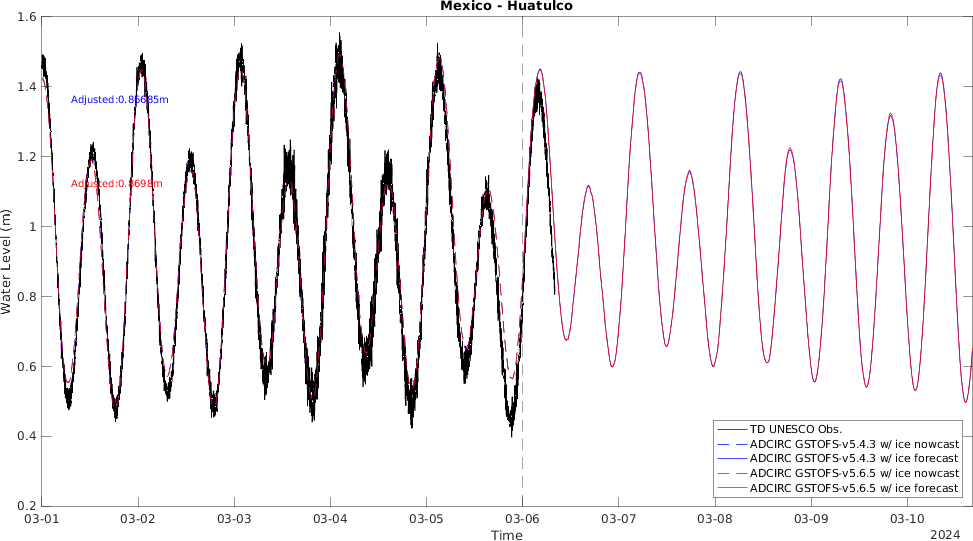 Mexico - Huatulco
Water Level (m)
1.6
1.4
1.2
1
0.8
0.6
0.4
0.2
Adjusted:0.86685m
Adjusted:0.8698m
TD UNESCO Obs.
ADCIRC GSTOFS-v5.4.3 w/ ice nowcast
ADCIRC GSTOFS-v5.4.3 w/ ice forecast
ADCIRC GSTOFS-v5.6.5 w/ ice nowcast
ADCIRC GSTOFS-v5.6.5 w/ ice forecast
03-01 03-02 03-03 03-04 03-05 03-06 03-07 03-08 03-09 03-10
Time
2024